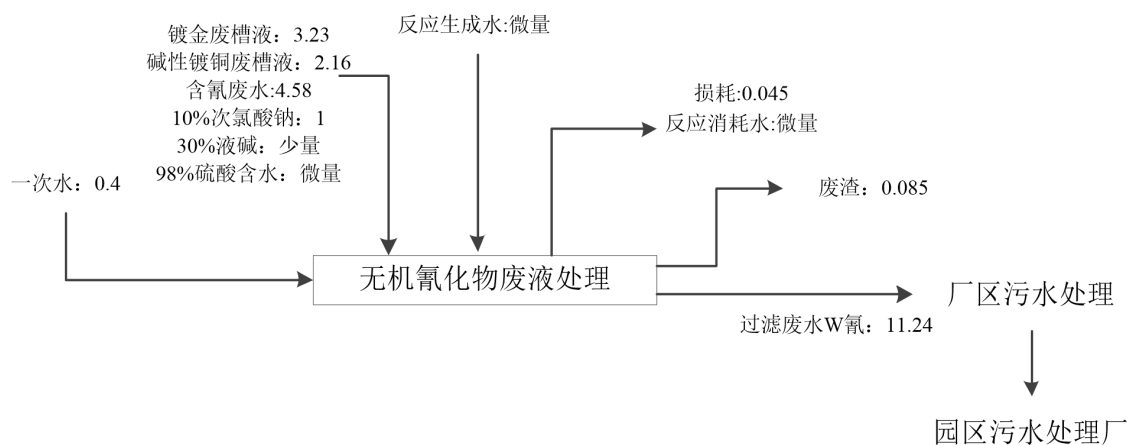 镀金废槽液：3.23
碱性镀铜废槽液：2.16
含氰废水:4.58
10%次氯酸钠：1
30%液碱：少量
98%硫酸含水：微量
反应生成水:微量
损耗:0.045
反应消耗水:微量
一次水：0.4
废渣：0.085
无机氰化物废液处理
厂区污水处理
过滤废水W氰：11.24
园区污水处理厂